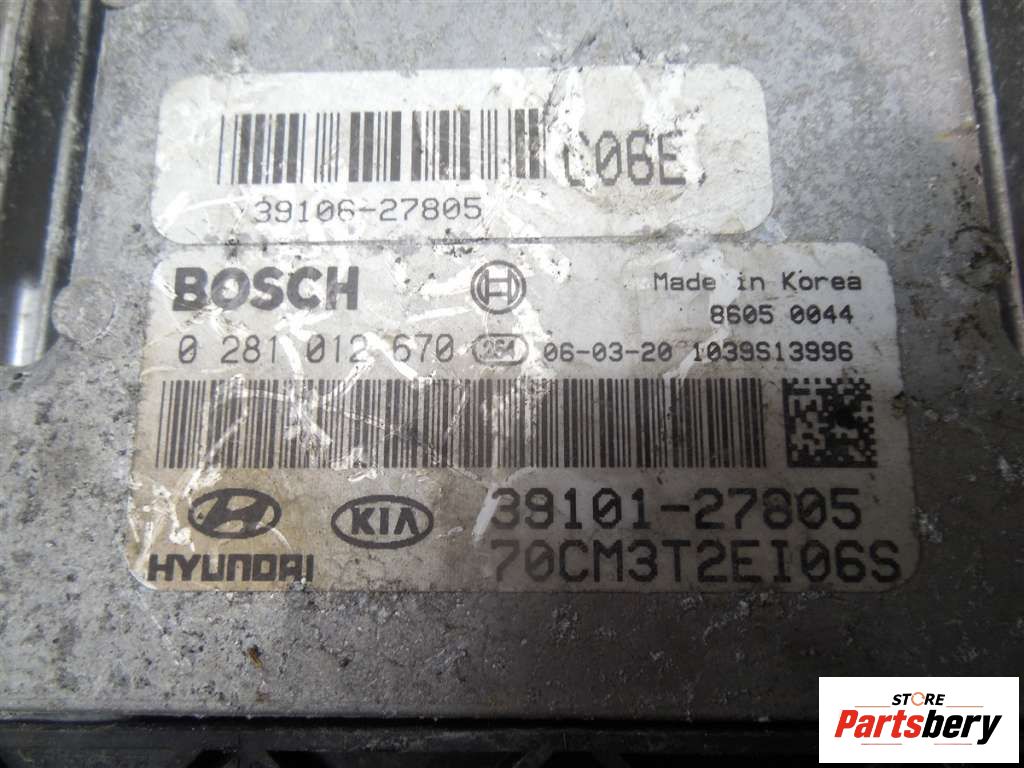 C06E
39106-27805
BOSCH
Made in Korea
8605 0044
0 281 012 670 264 06-03-20 1039S13996
39101-27805
HYUNDAI KIA
70CM3T2EI06S
STORE
Partsbery